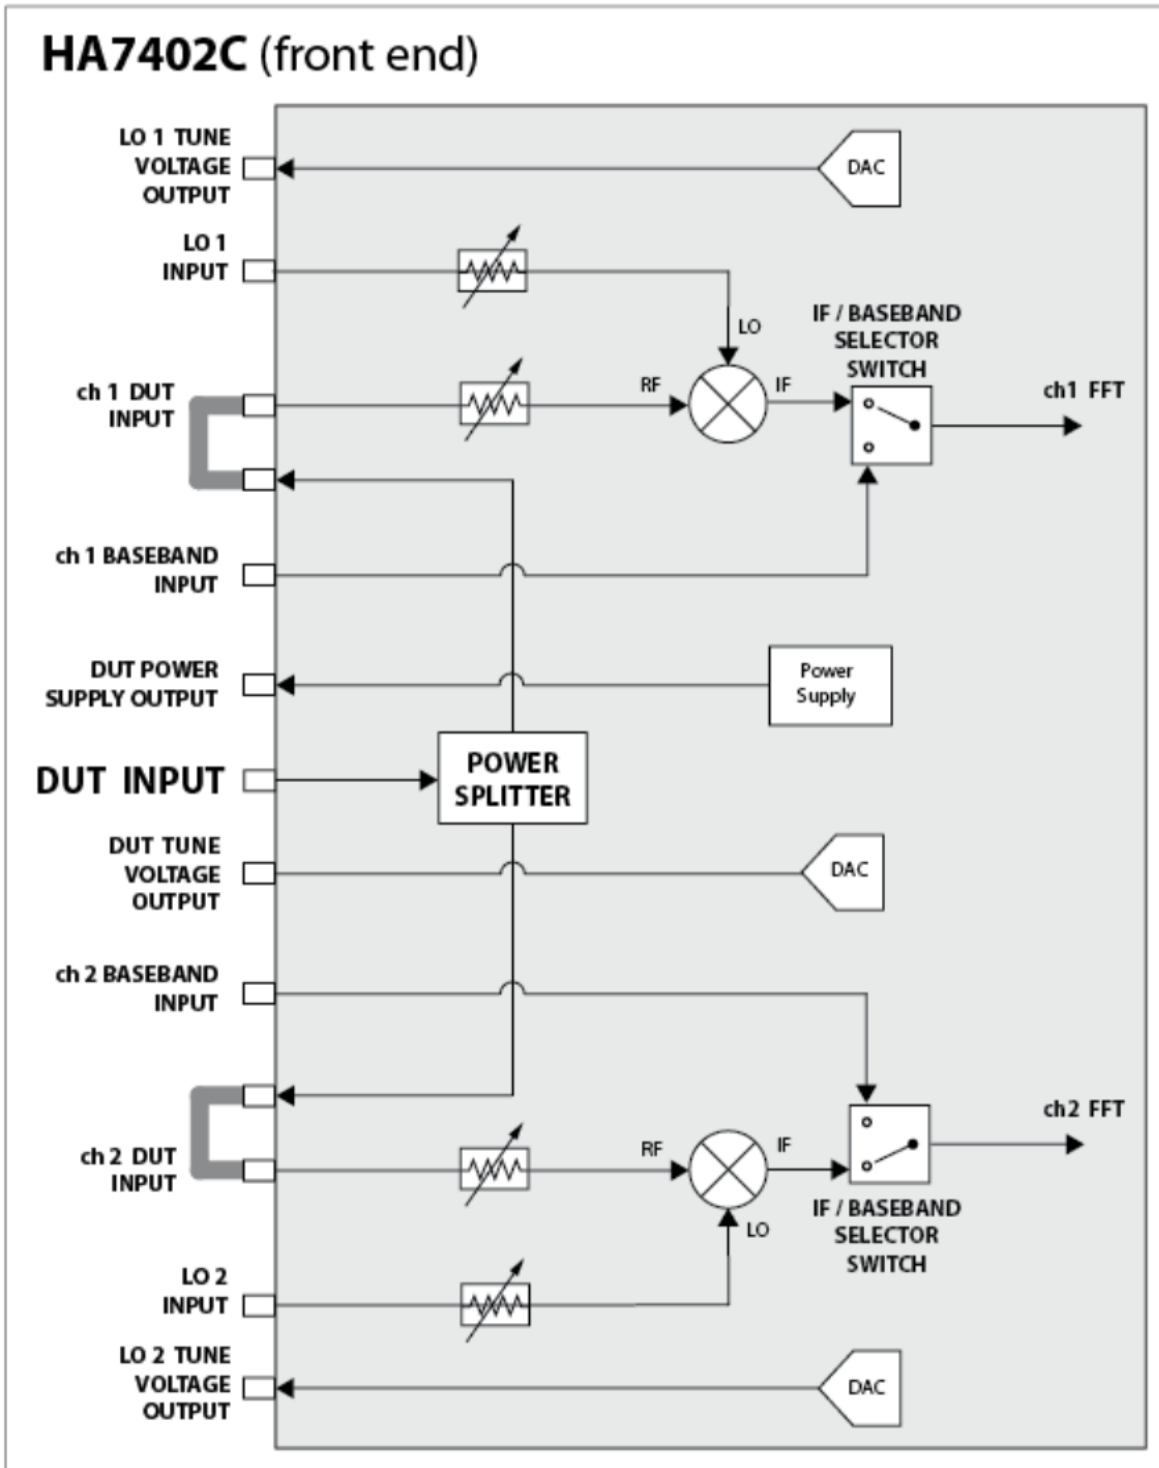 HA7402C (front end)
LO 1 TUNE
VOLTAGE
OUTPUT
DAC
LO 1
INPUT
LO
IF / BASEBAND
SELECTOR
SWITCH
ch 1 DUT
INPUT
RF
IF
ch1 FFT
ch 1 BASEBAND
INPUT
DUT POWER
SUPPLY OUTPUT
Power
Supply
DUT INPUT
POWER
SPLITTER
DUT TUNE
VOLTAGE
OUTPUT
DAC
ch 2 BASEBAND
INPUT
ch2 FFT
ch 2 DUT
INPUT
RF
IF
LO
IF / BASEBAND
SELECTOR
SWITCH
LO 2
INPUT
LO 2 TUNE
VOLTAGE
OUTPUT
DAC